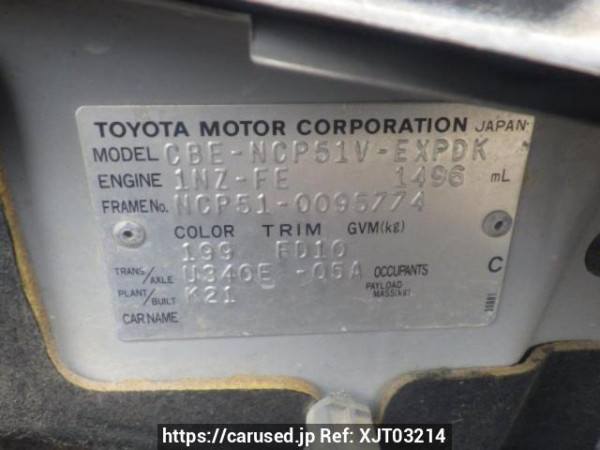 TOYOTA MOTOR CORPORATION JAPAN
MODEL CBE-NCP51V-EXPDK
ENGINE 1NZ-FE 1496 mL
FRAME No. NCP51-0095774
COLOR TRIM GVM(kg)
199 FD10
TRANS/AXLE U340E -05A OCCUPANTS C
PLANT/BUILT K21 PAYLOAD MASS(kg)
CAR NAME
https://carused.jp Ref: XJT03214